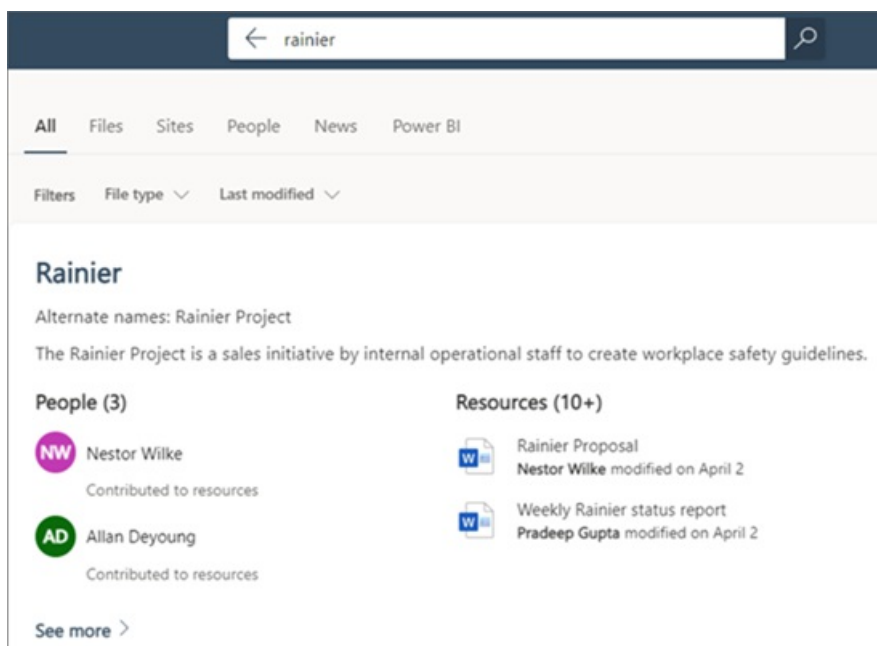 rainier
All Files Sites People News Power BI
Filters File type Last modified
Rainier
Alternate names: Rainier Project
The Rainier Project is a sales initiative by internal operational staff to create workplace safety guidelines.
People (3)
NW Nestor Wilke
Contributed to resources
AD Allan Deyoung
Contributed to resources
See more
Resources (10+)
W Rainier Proposal
Nestor Wilke modified on April 2
W Weekly Rainier status report
Pradeep Gupta modified on April 2